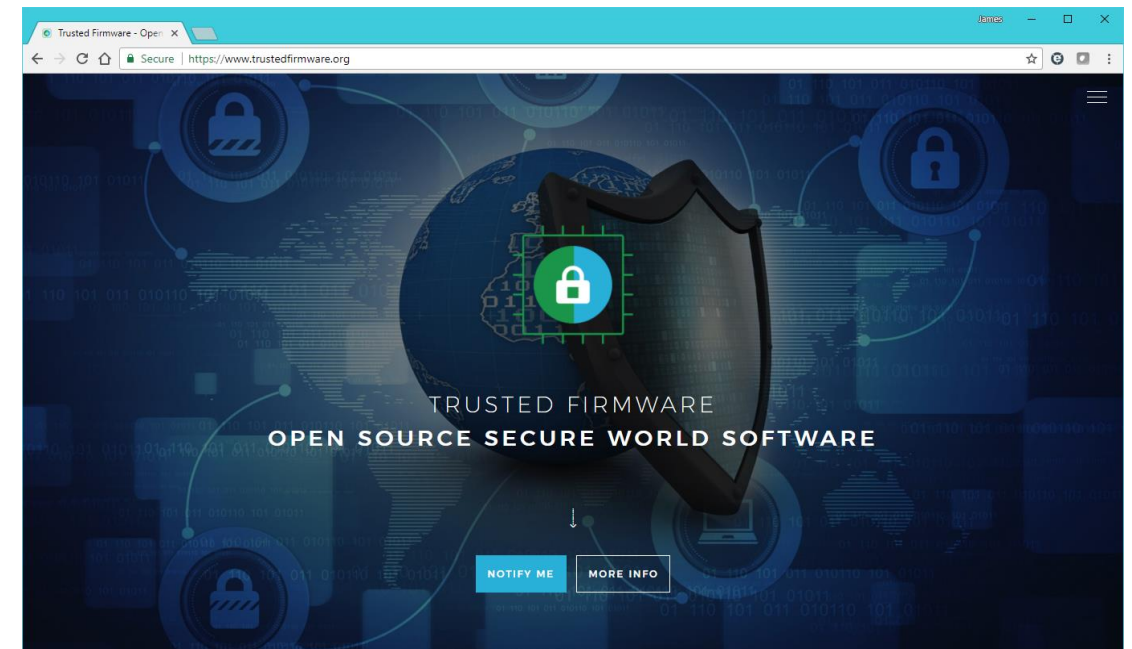 James
Trusted Firmware - Open
Secure | https://www.trustedfirmware.org
TRUSTED FIRMWARE
OPEN SOURCE SECURE WORLD SOFTWARE
NOTIFY ME
MORE INFO